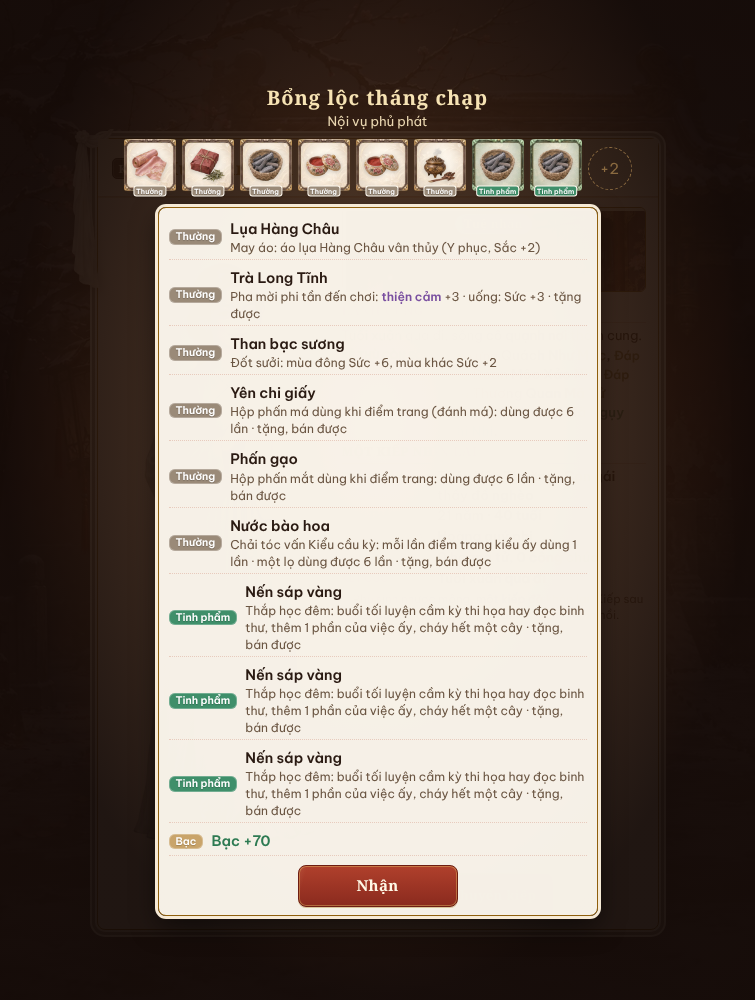 Bổng lộc tháng chạp
Nội vụ phủ phát
Thường
Thường
Thường
Thường
Thường
Thường
Tinh phẩm
Tinh phẩm
+2
Thường
Lụa Hàng Châu
May áo: áo lụa Hàng Châu vân thủy (Y phục, Sắc +2)
Thường
Trà Long Tĩnh
Pha mời phi tần đến chơi: thiện cảm +3 · uống: Sức +3 · tặng
được
Thường
Than bạc sương
Đốt sưởi: mùa đông Sức +6, mùa khác Sức +2
Thường
Yên chi giấy
Hộp phấn má dùng khi điểm trang (đánh má): dùng được 6
lần · tặng, bán được
Thường
Phấn gạo
Hộp phấn mắt dùng khi điểm trang: dùng được 6 lần · tặng,
bán được
Thường
Nước bào hoa
Chải tóc vấn Kiểu cầu kỳ: mỗi lần điểm trang kiểu ấy dùng 1
lần · một lọ dùng được 6 lần · tặng, bán được
Tinh phẩm
Nến sáp vàng
Thắp học đêm: buổi tối luyện cầm kỳ thi họa hay đọc binh
thư, thêm 1 phần của việc ấy, cháy hết một cây · tặng,
bán được
Tinh phẩm
Nến sáp vàng
Thắp học đêm: buổi tối luyện cầm kỳ thi họa hay đọc binh
thư, thêm 1 phần của việc ấy, cháy hết một cây · tặng,
bán được
Tinh phẩm
Nến sáp vàng
Thắp học đêm: buổi tối luyện cầm kỳ thi họa hay đọc binh
thư, thêm 1 phần của việc ấy, cháy hết một cây · tặng,
bán được
Bạc
Bạc +70
Nhận